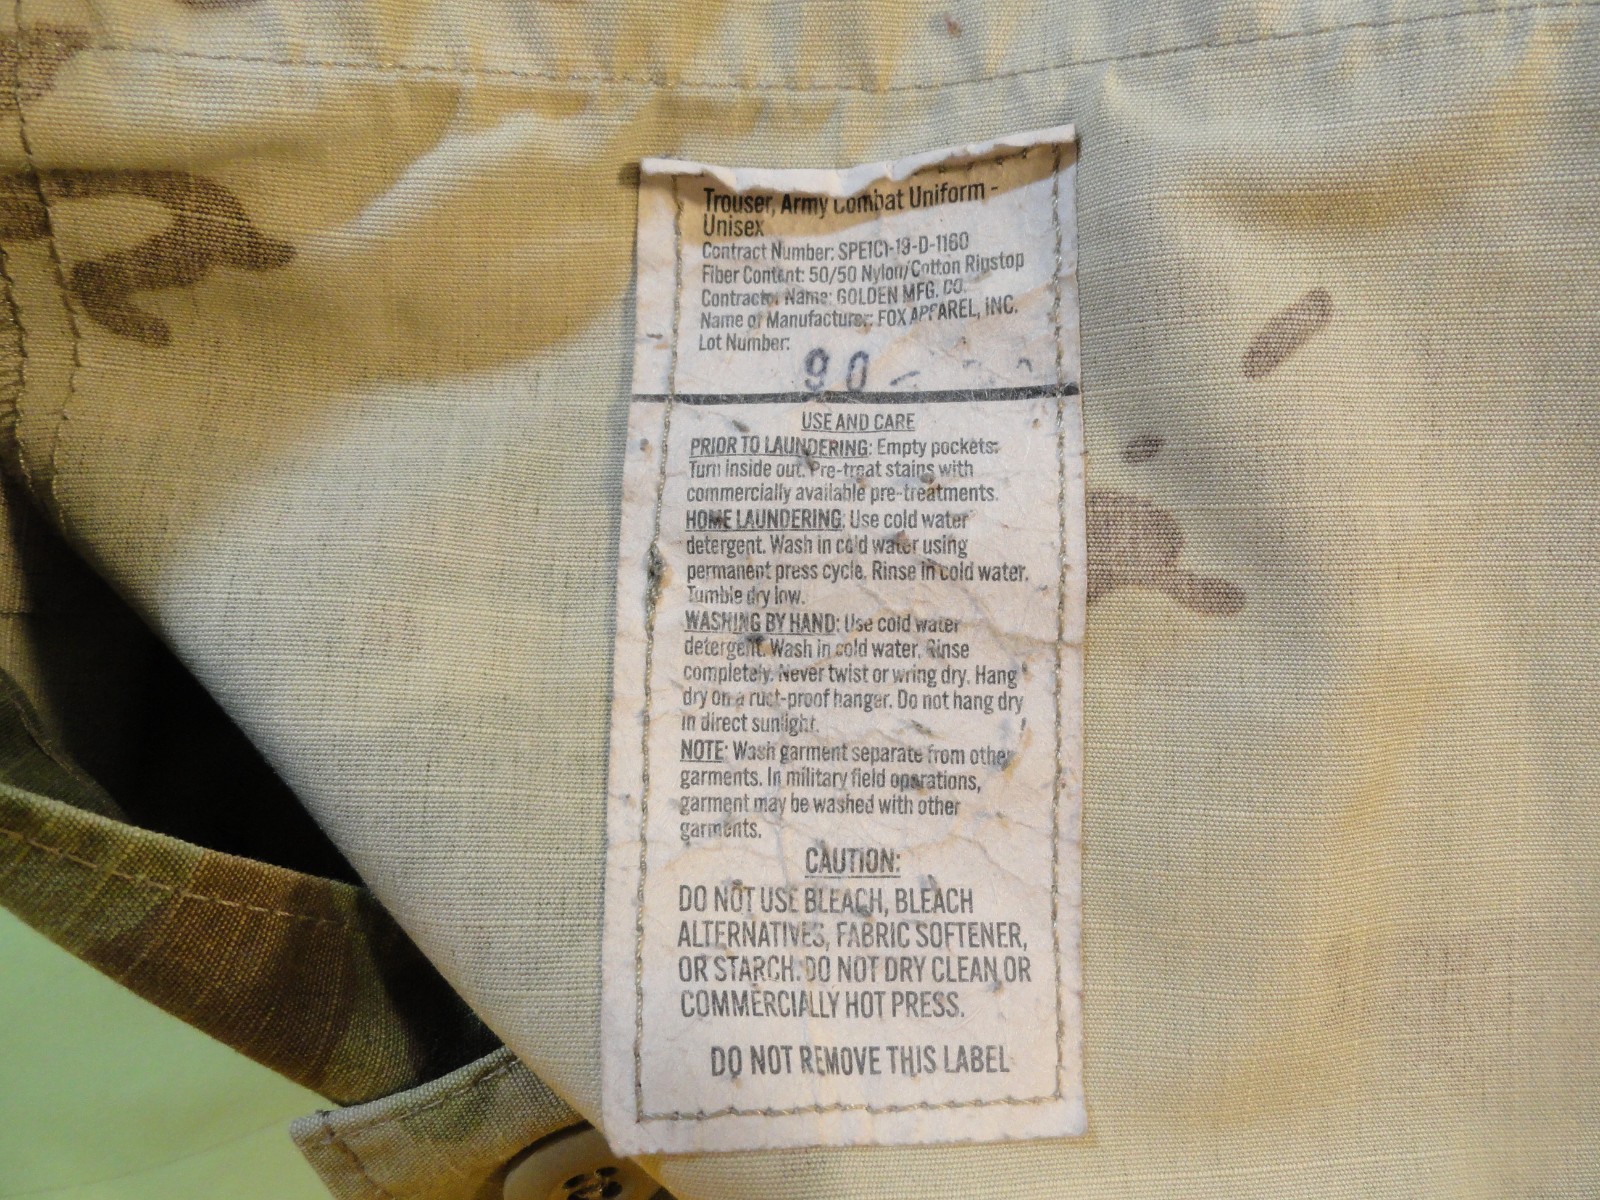 Trouser, Army Combat Uniform -
Unisex
Contract Number: SPE1C1-19-D-1160
Fiber Content: 50/50 Nylon/Cotton Ripstop
Contractor Name: GOLDEN MFG. CO.
Name of Manufacturer: FOX APPAREL, INC.
Lot Number:
90-
USE AND CARE
PRIOR TO LAUNDERING: Empty pockets.
Turn inside out. Pre-treat stains with
commercially available pre-treatments.
HOME LAUNDERING: Use cold water
detergent. Wash in cold water using
permanent press cycle. Rinse in cold water.
Tumble dry low.
WASHING BY HAND: Use cold water
detergent. Wash in cold water. Rinse
completely. Never twist or wring dry. Hang
dry on a rust-proof hanger. Do not hang dry
in direct sunlight.
NOTE: Wash garment separate from other
garments. In military field operations,
garment may be washed with other
garments.
CAUTION:
DO NOT USE BLEACH, BLEACH
ALTERNATIVES, FABRIC SOFTENER,
OR STARCH. DO NOT DRY CLEAN OR
COMMERCIALLY HOT PRESS.
DO NOT REMOVE THIS LABEL